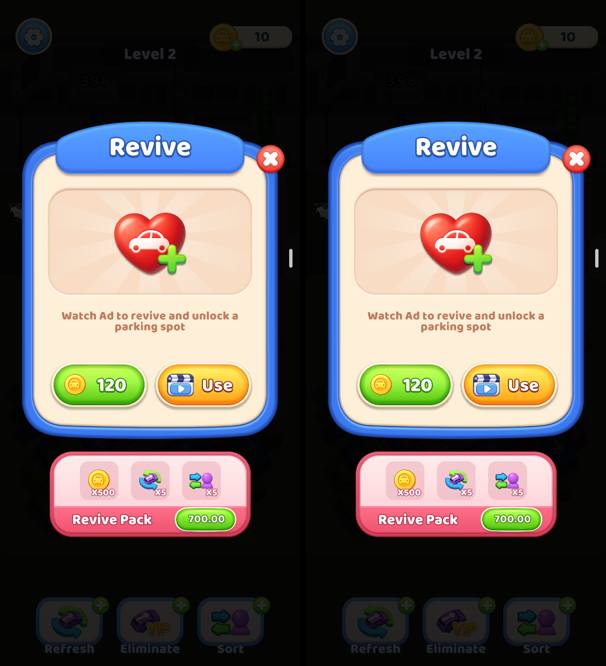 10
Level 2
Revive
Watch Ad to revive and unlock a
parking spot
120
Use
X500
X5
X5
Revive Pack
700.00
Refresh
Eliminate
Sort
10
Level 2
Revive
Watch Ad to revive and unlock a
parking spot
120
Use
X500
X5
X5
Revive Pack
700.00
Refresh
Eliminate
Sort